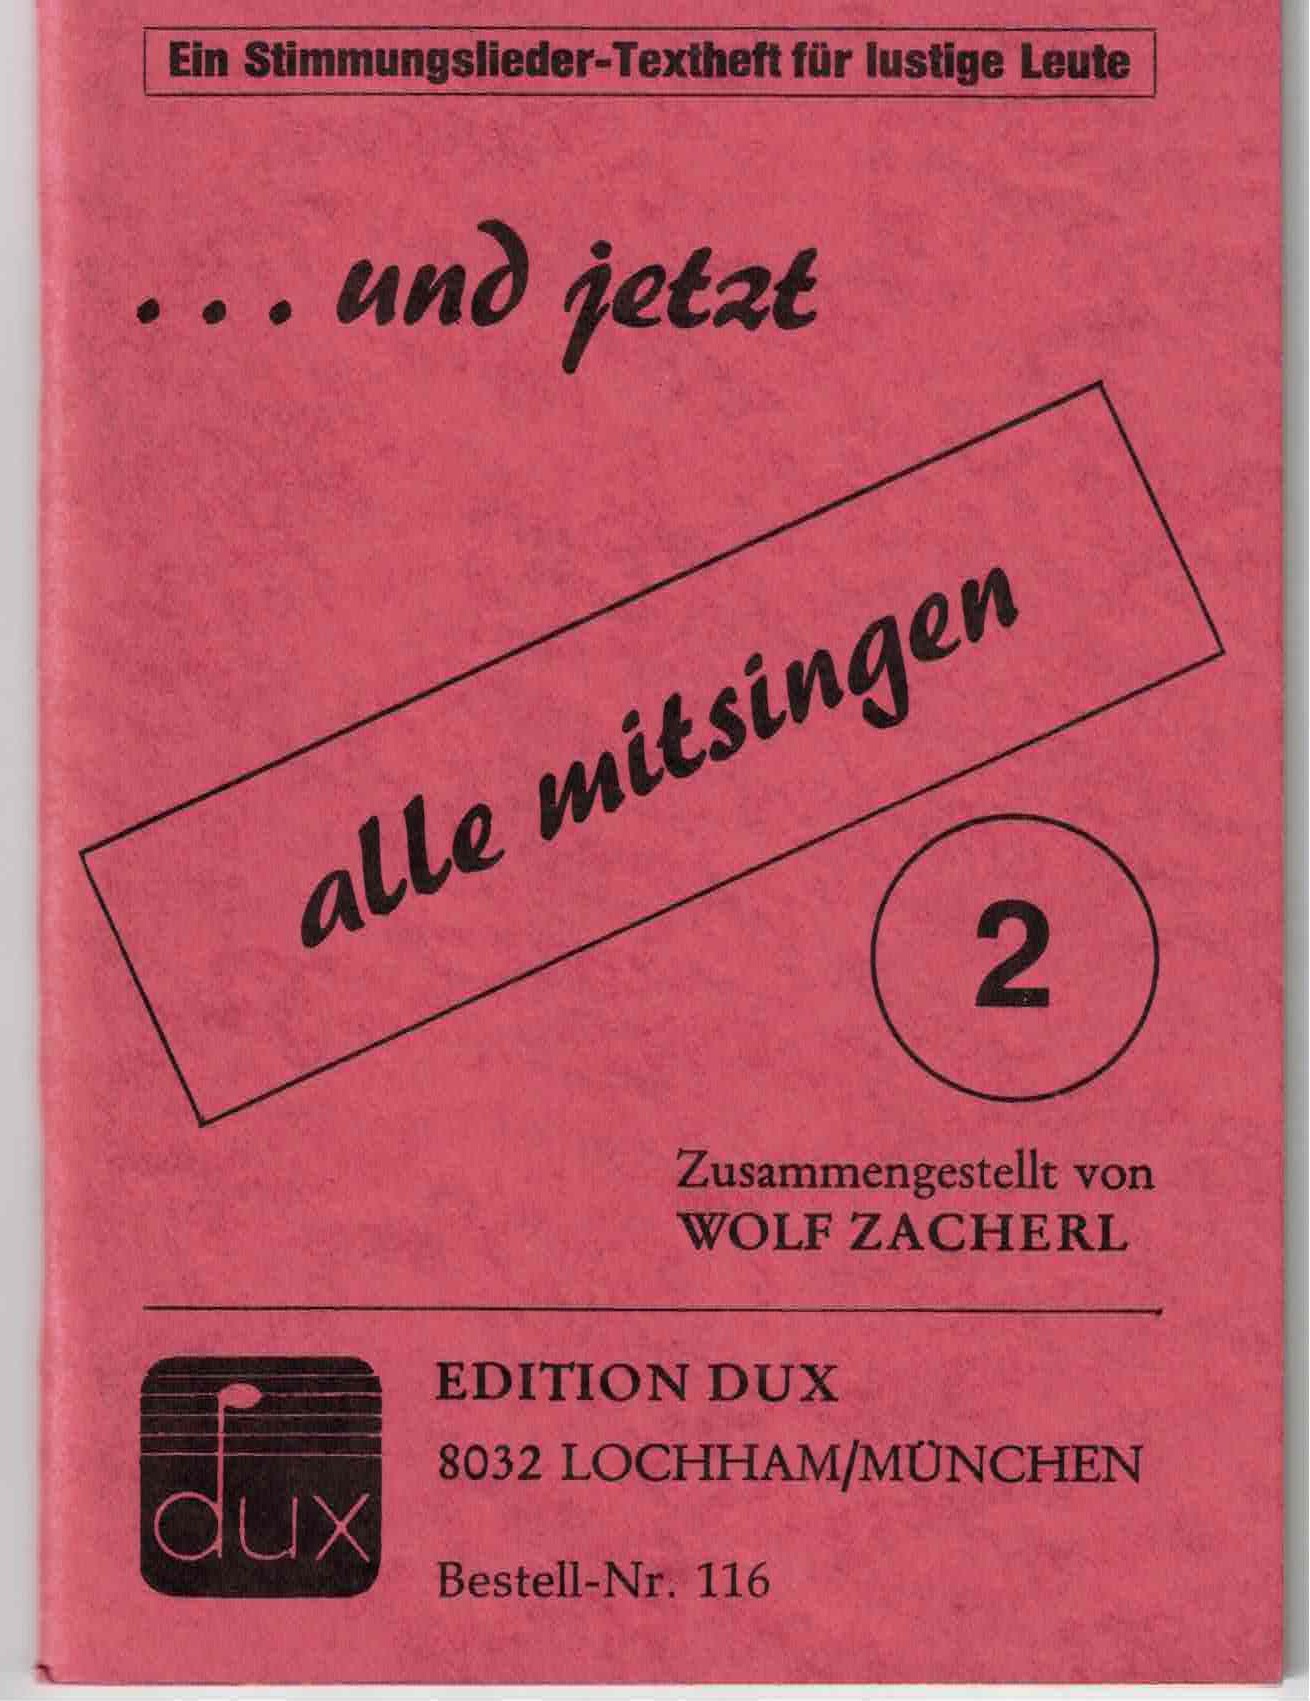 Ein Stimmungslieder-Textheft für lustige Leute
... und jetzt
alle mitsingen
2
Zusammengestellt von
WOLF ZACHERL
dux
EDITION DUX
8032 LOCHHAM/MÜNCHEN
Bestell-Nr. 116